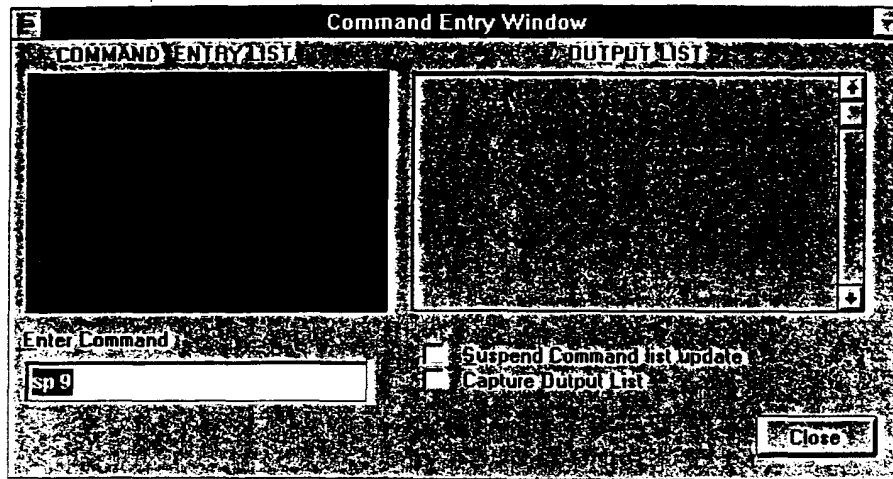 Command Entry Window
COMMAND ENTRY LIST
OUTPUT LIST
Enter Command
sp 9
Suspend Command list update
Capture Output List
Close